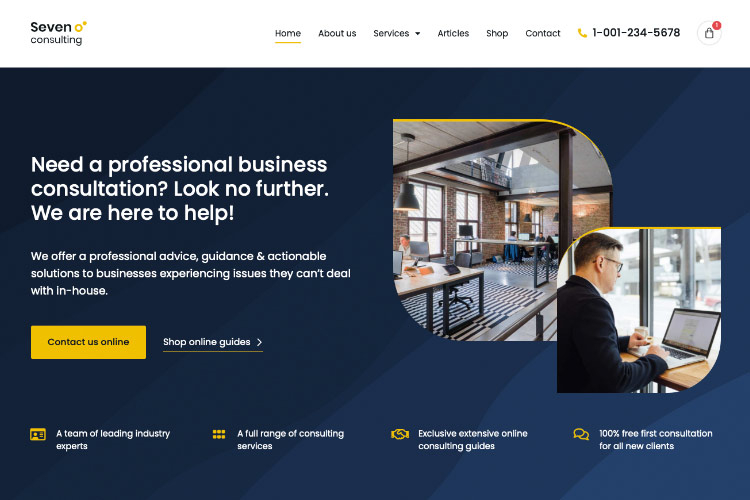 Seven
consulting
Home About us Services Articles Shop Contact 1-001-234-5678 1
Need a professional business
consultation? Look no further.
We are here to help!
We offer a professional advice, guidance & actionable
solutions to businesses experiencing issues they can't deal
with in-house.
Contact us online Shop online guides
A team of leading industry
experts
A full range of consulting
services
Exclusive extensive online
consulting guides
100% free first consultation
for all new clients